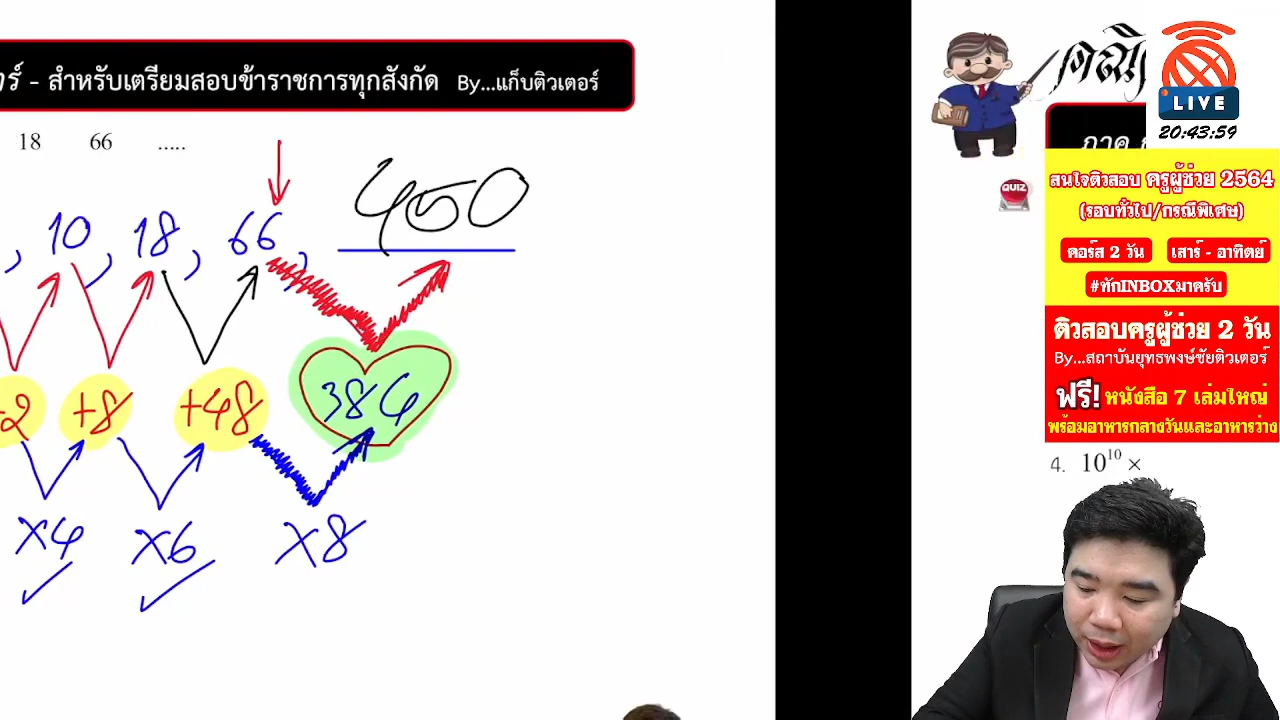 ร์ - สำหรับเตรียมสอบข้าราชการทุกสังกัด By...แก็บติวเตอร์
18 66 .....
, 10 , 18 , 66 , 450
2 +8 +48 384
×4 ×6 ×8
LIVE
20:43:59
ภาค
QUIZ
สนใจติวสอบ ครูผู้ช่วย 2564
(รอบทั่วไป/กรณีพิเศษ)
คอร์ส 2 วัน เสาร์ - อาทิตย์
#ทักINBOXมาครับ
ติวสอบครูผู้ช่วย 2 วัน
By...สถาบันยุทธพงษ์ชัยติวเตอร์
ฟรี! หนังสือ 7 เล่มใหญ่
พร้อมอาหารกลางวันและอาหารว่าง
4. 10¹⁰ ×